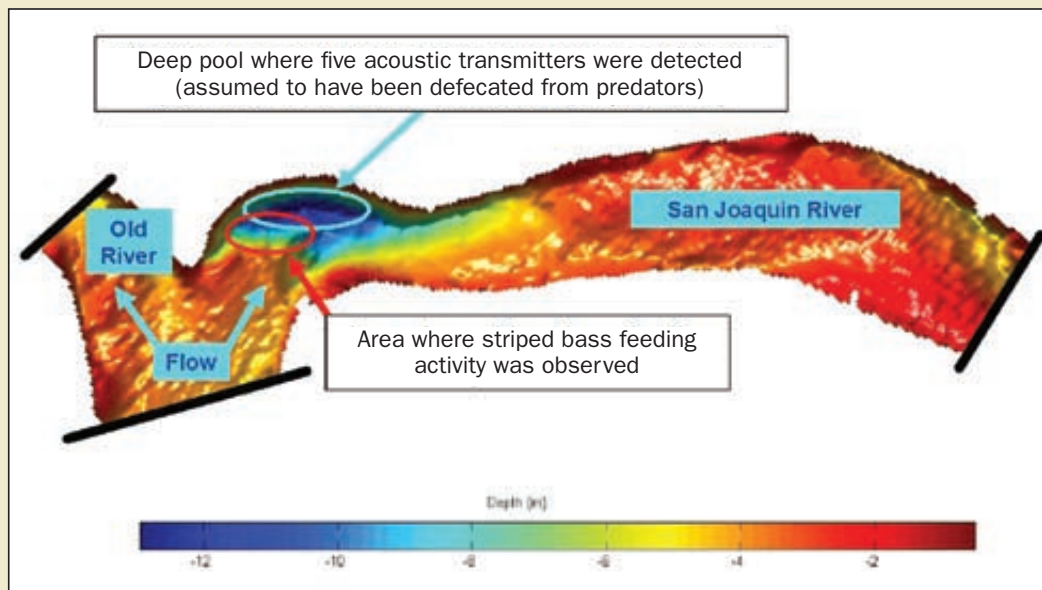 Deep pool where five acoustic transmitters were detected
(assumed to have been defecated from predators)
Old
River
San Joaquin River
Flow
Area where striped bass feeding
activity was observed
Depth (m)
-12 -10 -8 -6 -4 -2